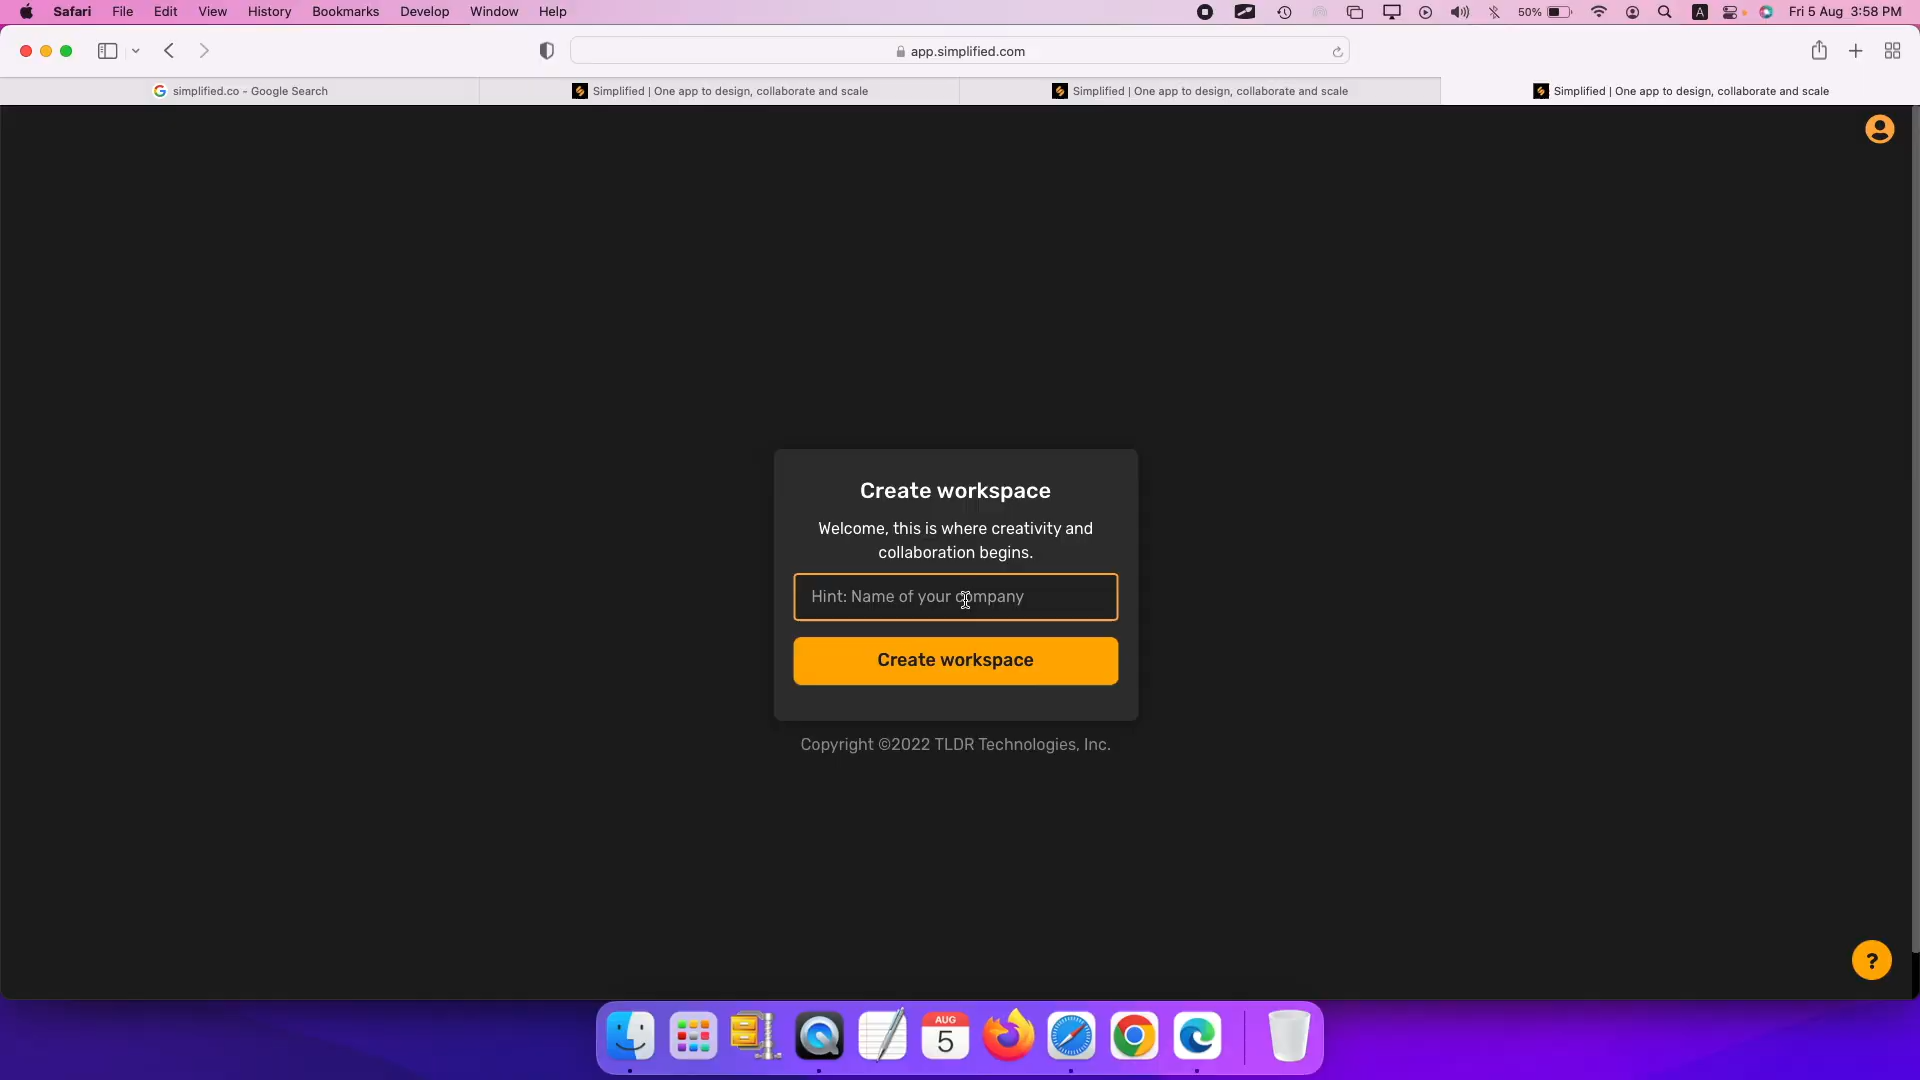 Safari File Edit View History Bookmarks Develop Window Help A 50% Fri 5 Aug 3:58 PM
app.simplified.com
simplified.co - Google Search Simplified | One app to design, collaborate and scale Simplified | One app to design, collaborate and scale Simplified | One app to design, collaborate and scale
Create workspace
Welcome, this is where creativity and
collaboration begins.
Hint: Name of your company
Create workspace
Copyright ©2022 TLDR Technologies, Inc.
?
AUG
5